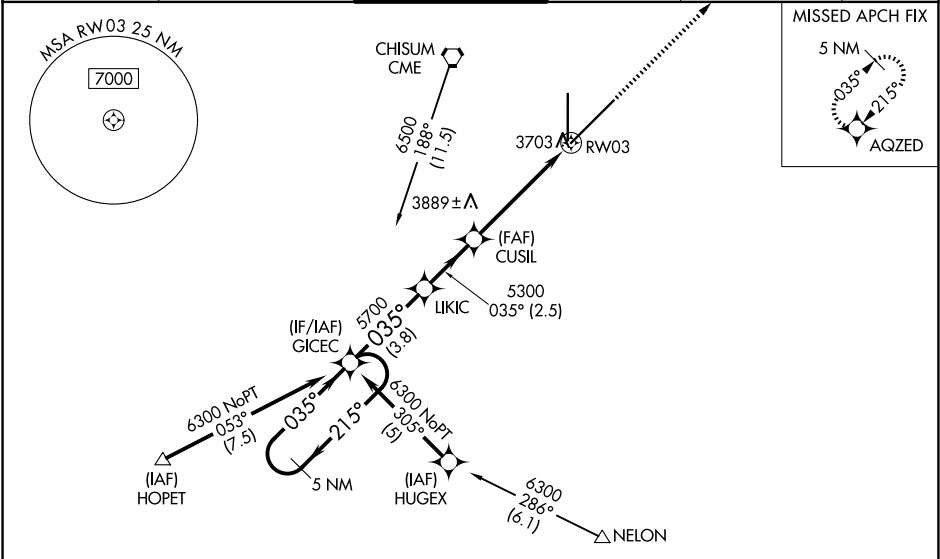 MSA RW03 25 NM
7000
CHISUM
CME
6500
188°
(11.5)
3703
RW03
3889±
(FAF)
CUSIL
5300
035° (2.5)
LIKIC
5700
035°
(3.8)
(IF/IAF)
GICEC
6300 NoPT
053°
(7.5)
035°
215°
5 NM
6300 NoPT
305°
(5)
(IAF)
HOPET
(IAF)
HUGEX
6300
286°
(6.1)
NELON
MISSED APCH FIX
5 NM
035°
215°
AQZED